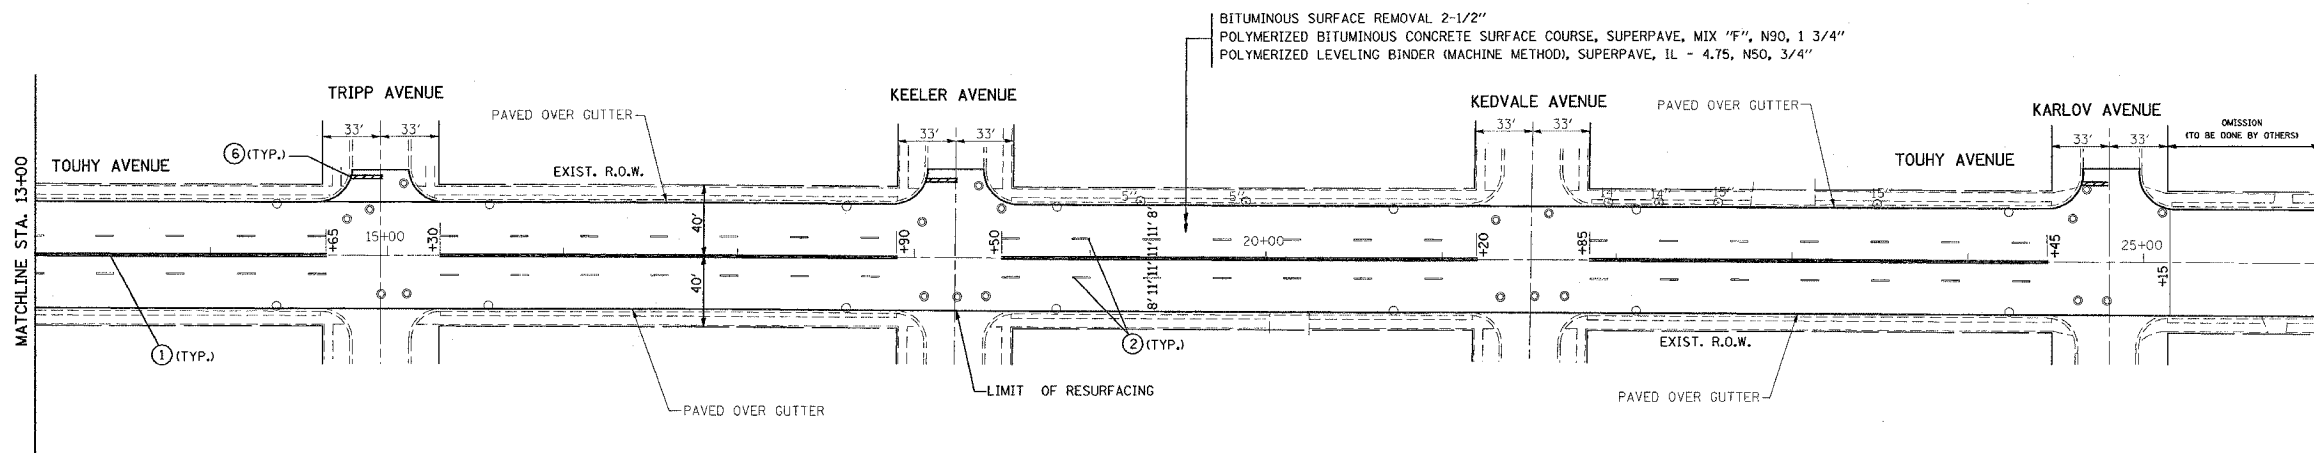 BITUMINOUS SURFACE REMOVAL 2-1/2"
POLYMERIZED BITUMINOUS CONCRETE SURFACE COURSE, SUPERPAVE, MIX "F", N90, 1 3/4"
POLYMERIZED LEVELING BINDER (MACHINE METHOD), SUPERPAVE, IL - 4.75, N50, 3/4"
TRIPP AVENUE
KEELER AVENUE
KEDVALE AVENUE
KARLOV AVENUE
PAVED OVER GUTTER
PAVED OVER GUTTER
OMISSION
(TO BE DONE BY OTHERS)
33' 33'
33' 33'
33' 33'
33' 33'
6 (TYP.)
TOUHY AVENUE
EXIST. R.O.W.
TOUHY AVENUE
MATCHLINE STA. 13+00
5"
5"
15"
15"
40'
40'
8' 11' 11' 11' 11' 8'
+65
15+00
+30
+90
+50
20+00
+20
+85
+45
25+00
+15
1 (TYP.)
2 (TYP.)
EXIST. R.O.W.
LIMIT OF RESURFACING
PAVED OVER GUTTER
PAVED OVER GUTTER